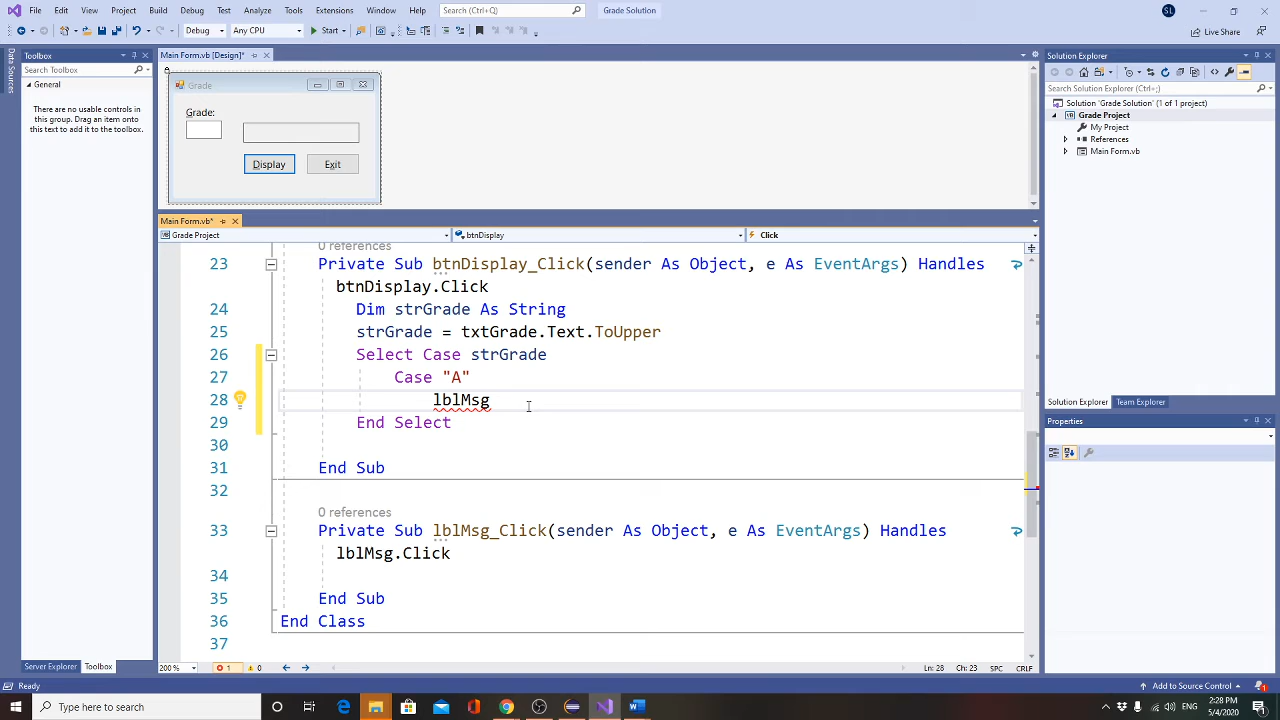 File Edit View Project Build Debug Test Analyze Tools Extensions Window Help Search (Ctrl+;) Grade Solution SL
Debug Any CPU Start Live Share
Data Sources
Toolbox
Search Toolbox
General
There are no usable controls in
this group. Drag an item onto
this text to add it to the toolbox.
Server Explorer Toolbox
Main Form.vb [Design]*
Grade
Grade:
Display Exit
Main Form.vb*
Grade Project btnDisplay Click
0 references
23 Private Sub btnDisplay_Click(sender As Object, e As EventArgs) Handles
btnDisplay.Click
24 Dim strGrade As String
25 strGrade = txtGrade.Text.ToUpper
26 Select Case strGrade
27 Case "A"
28 lblMsg
29 End Select
30
31 End Sub
32
0 references
33 Private Sub lblMsg_Click(sender As Object, e As EventArgs) Handles
lblMsg.Click
34
35 End Sub
36 End Class
37
200 % 1 0 Ln: 28 Ch: 23 SPC CRLF
Solution Explorer
Search Solution Explorer (Ctrl+;)
Solution 'Grade Solution' (1 of 1 project)
Grade Project
My Project
References
Main Form.vb
Solution Explorer Team Explorer
Properties
Ready Add to Source Control 1
Type here to search
2:28 PM
5/4/2020